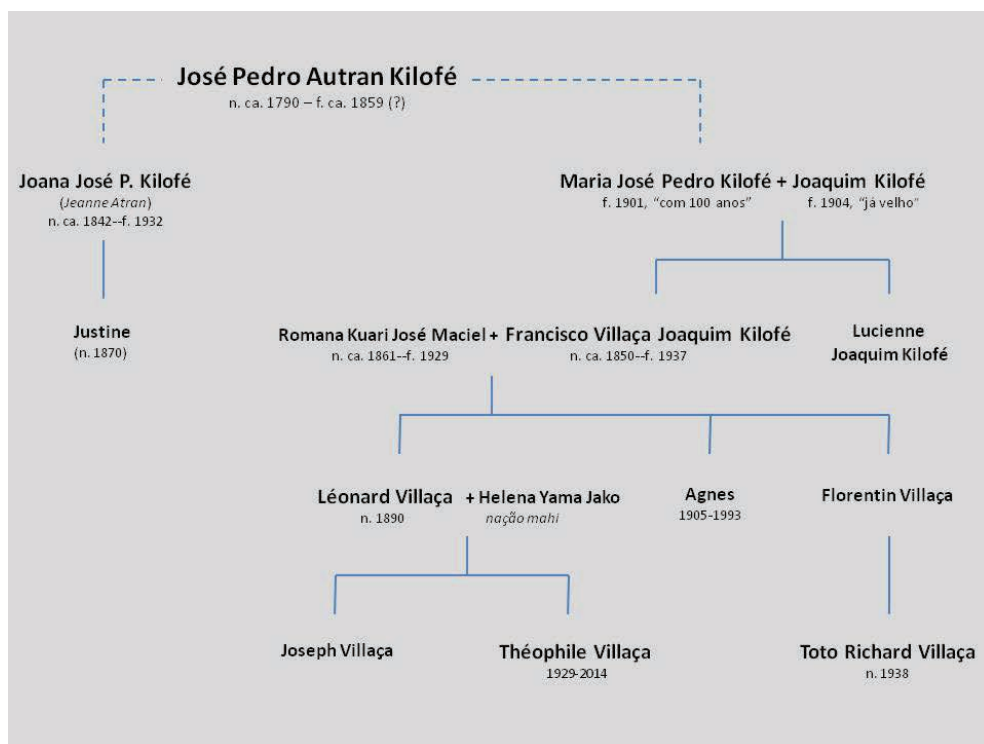 José Pedro Autran Kilofé
n. ca. 1790 – f. ca. 1859 (?)
Joana José P. Kilofé
(Jeanne Atran)
n. ca. 1842--f. 1932
Maria José Pedro Kilofé + Joaquim Kilofé
f. 1901, “com 100 anos”
f. 1904, “já velho”
Justine
(n. 1870)
Romana Kuari José Maciel + Francisco Villaça Joaquim Kilofé
n. ca. 1861--f. 1929
n. ca. 1850--f. 1937
Lucienne
Joaquim Kilofé
Léonard Villaça + Helena Yama Jako
n. 1890
nação mahi
Agnes
1905-1993
Florentin Villaça
Joseph Villaça
Théophile Villaça
1929-2014
Toto Richard Villaça
n. 1938